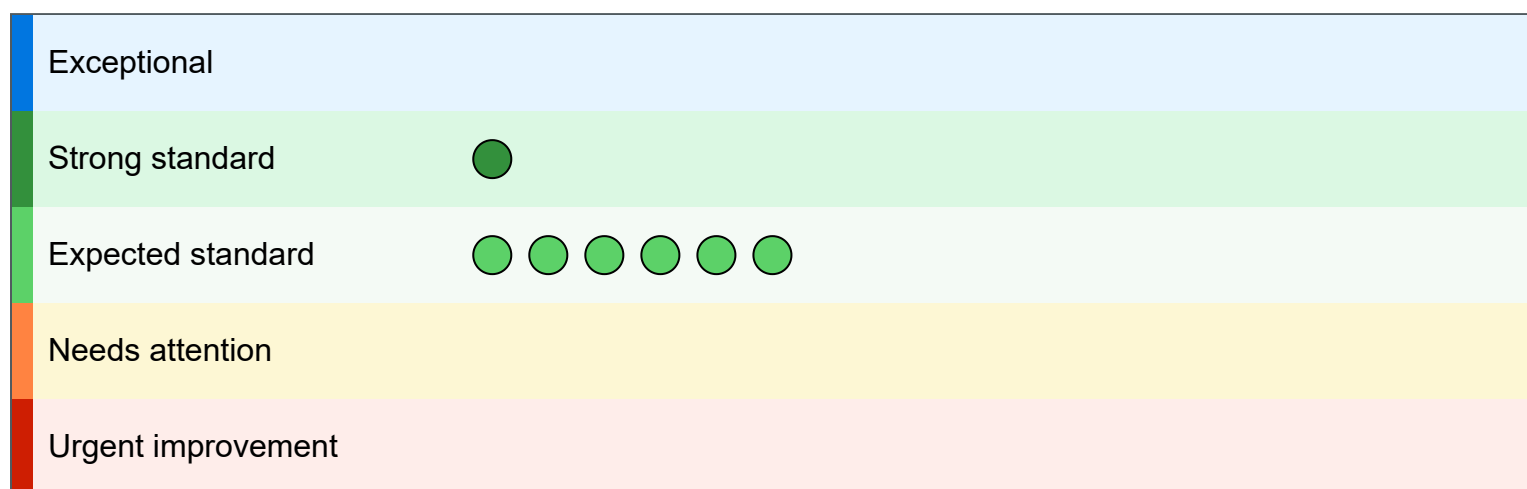 Exceptional
Strong standard
Expected standard
Needs attention
Urgent improvement